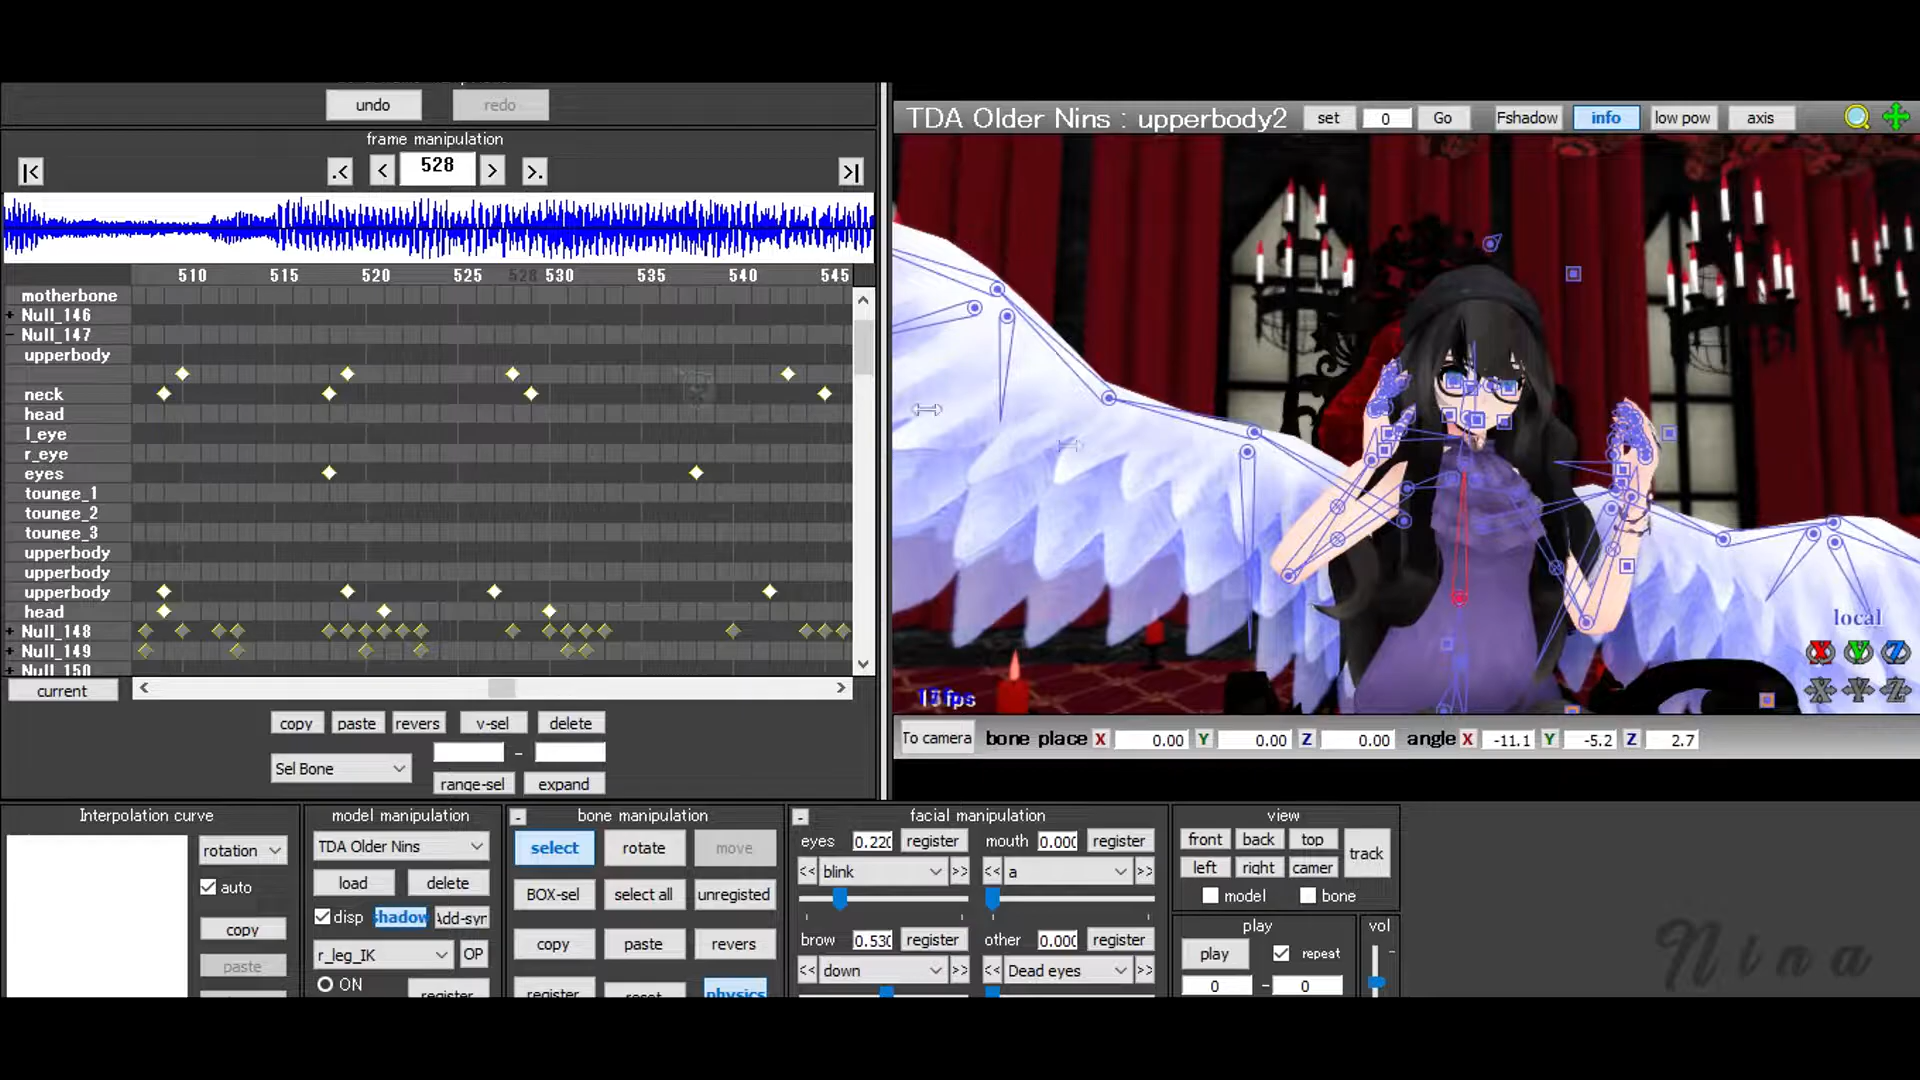 undo redo
TDA Older Nins : upperbody2 set 0 Go Fshadow info low pow axis
frame manipulation
|< .< < 528 > >. >|
510 515 520 525 528 530 535 540 545
motherbone
+ Null_146
- Null_147
upperbody
neck
head
l_eye
r_eye
eyes
tounge_1
tounge_2
tounge_3
upperbody
upperbody
upperbody
head
+ Null_148
+ Null_149
+ Null_150
local
X Y Z
X Y Z
fps
current
To camera bone place X 0.00 Y 0.00 Z 0.00 angle X -11.1 Y -5.2 Z 2.7
copy paste revers v-sel delete
-
Sel Bone
range-sel expand
Interpolation curve
rotation
auto
copy
paste
model manipulation
TDA Older Nins
load delete
disp shadow Add-syn
r_leg_IK OP
ON
register
- bone manipulation
select rotate move
BOX-sel select all unregisted
copy paste revers
register reset physics
- facial manipulation
eyes 0.220 register mouth 0.000 register
<< blink >> << a >>
brow 0.530 register other 0.000 register
<< down >> << Dead eyes >>
view
front back top
track
left right camer
model bone
play
play repeat
0 - 0
vol
Nina